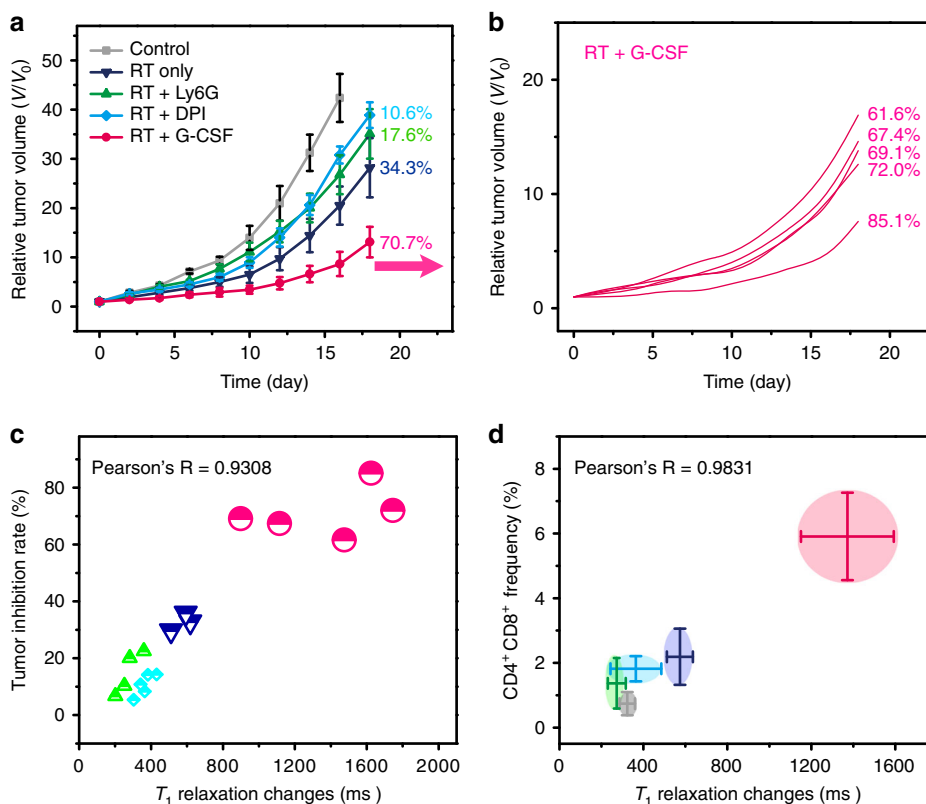 a
Relative tumor volume (V/V0)
50
40
30
20
10
0
Control
RT only
RT + Ly6G
RT + DPI
RT + G-CSF
10.6%
17.6%
34.3%
70.7%
0 5 10 15 20
Time (day)
b
Relative tumor volume (V/V0)
20
10
0
RT + G-CSF
61.6%
67.4%
69.1%
72.0%
85.1%
0 5 10 15 20
Time (day)
c
Tumor inhibition rate (%)
100
80
60
40
20
0
Pearson's R = 0.9308
0 400 800 1200 1600 2000
T1 relaxation changes (ms )
d
CD4+CD8+ frequency (%)
8
6
4
2
0
Pearson's R = 0.9831
0 400 800 1200 1600
T1 relaxation changes (ms )